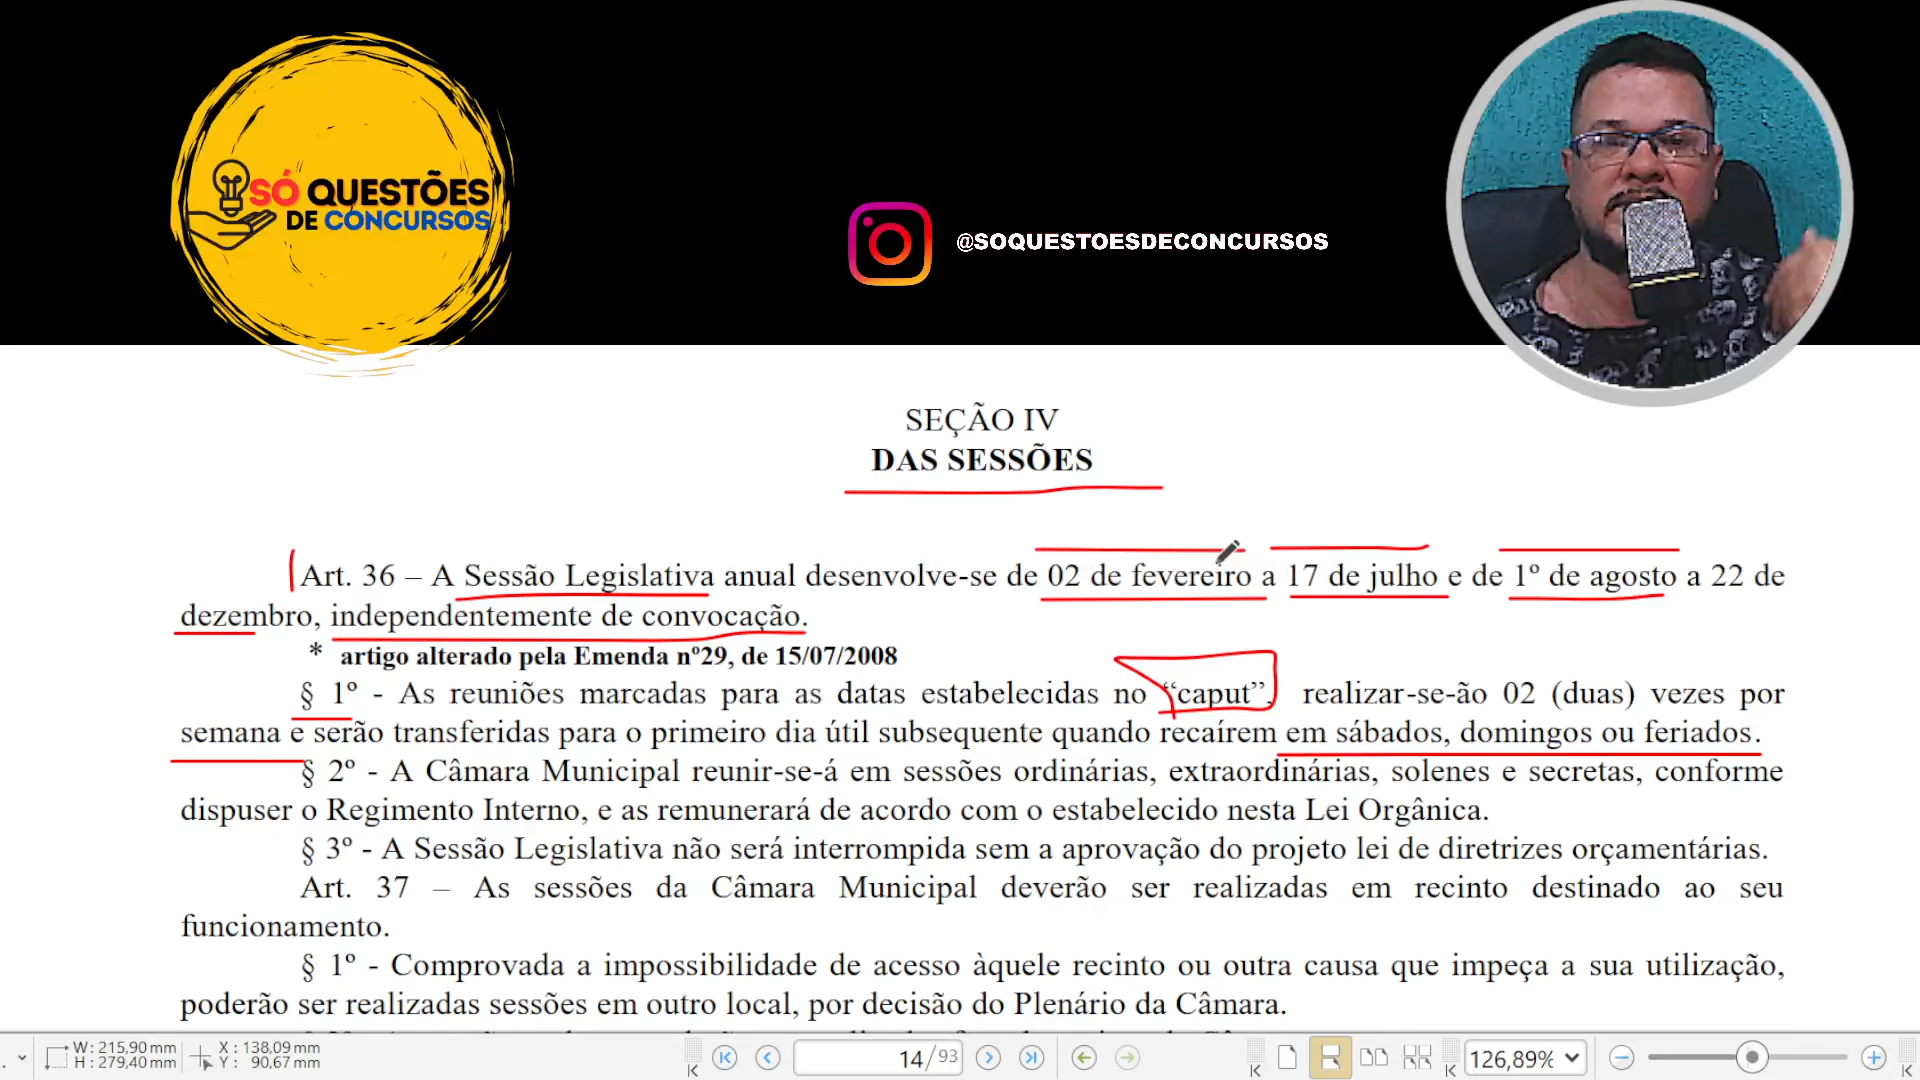 SÓ QUESTÕES
DE CONCURSOS
@SOQUESTOESDECONCURSOS
SEÇÃO IV
DAS SESSÕES
Art. 36 – A Sessão Legislativa anual desenvolve-se de 02 de fevereiro a 17 de julho e de 1º de agosto a 22 de
dezembro, independentemente de convocação.
* artigo alterado pela Emenda nº29, de 15/07/2008
§ 1º - As reuniões marcadas para as datas estabelecidas no “caput”, realizar-se-ão 02 (duas) vezes por
semana e serão transferidas para o primeiro dia útil subsequente quando recaírem em sábados, domingos ou feriados.
§ 2º - A Câmara Municipal reunir-se-á em sessões ordinárias, extraordinárias, solenes e secretas, conforme
dispuser o Regimento Interno, e as remunerará de acordo com o estabelecido nesta Lei Orgânica.
§ 3º - A Sessão Legislativa não será interrompida sem a aprovação do projeto lei de diretrizes orçamentárias.
Art. 37 – As sessões da Câmara Municipal deverão ser realizadas em recinto destinado ao seu
funcionamento.
§ 1º - Comprovada a impossibilidade de acesso àquele recinto ou outra causa que impeça a sua utilização,
poderão ser realizadas sessões em outro local, por decisão do Plenário da Câmara.
W: 215,90 mm
H: 279,40 mm
X : 138,09 mm
Y : 90,67 mm
14/93
126,89%